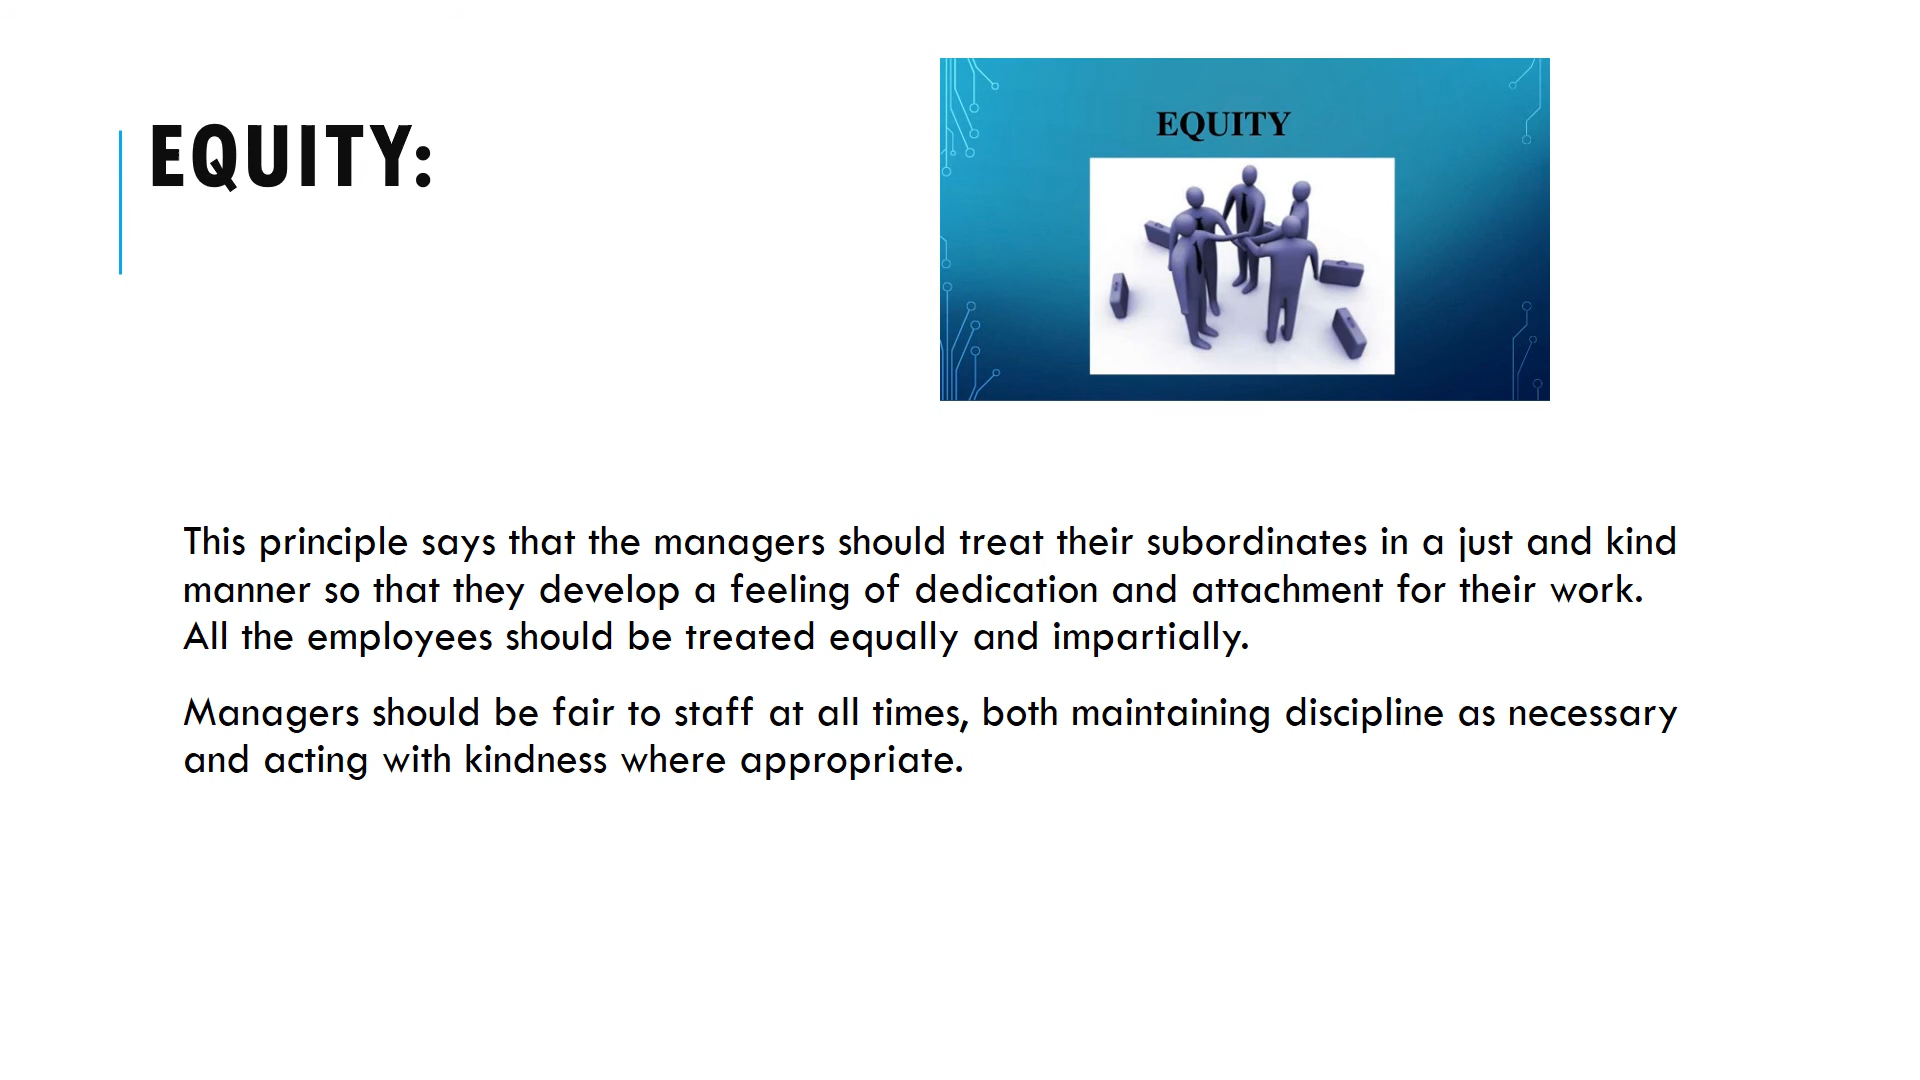 EQUITY:
EQUITY
This principle says that the managers should treat their subordinates in a just and kind
manner so that they develop a feeling of dedication and attachment for their work.
All the employees should be treated equally and impartially.
Managers should be fair to staff at all times, both maintaining discipline as necessary
and acting with kindness where appropriate.